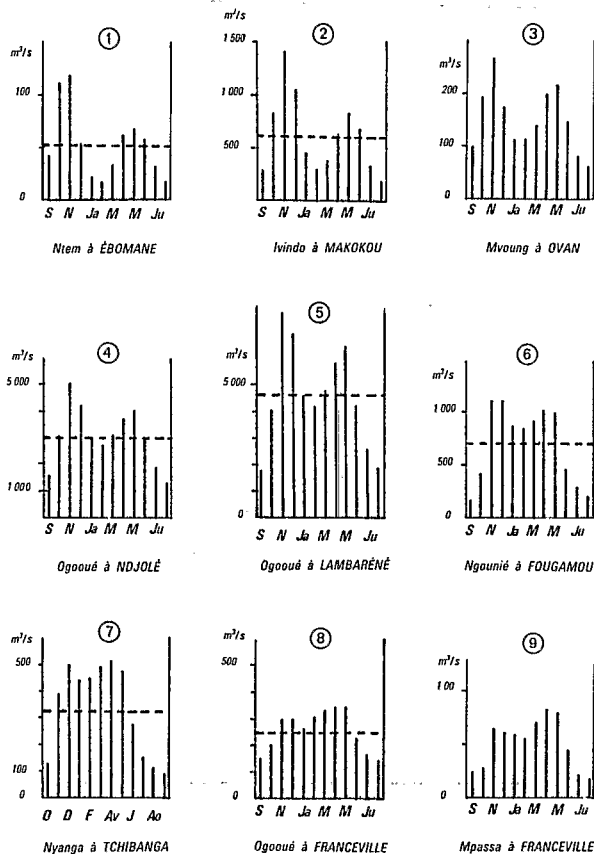 ① ② ③
m³/s m³/s 1 500 m³/s
100 1 000 200
500 100
0 0
S N Ja M M Ju S N Ja M M Ju S N Ja M M Ju
Ntem à ÉBOMANE Ivindo à MAKOKOU Mvoung à OVAN
④ ⑤ ⑥
m³/s m³/s m³/s
5 000 5 000 1 000
500
1 000 0 0
S N Ja M M Ju S N Ja M M Ju S N Ja M M Ju
Ogooué à NDJOLÉ Ogooué à LAMBARÉNÉ Ngounié à FOUGAMOU
⑦ ⑧ ⑨
m³/s m³/s m³/s
500 500 100
100
0 0 0
O D F Av J Ao S N Ja M M Ju S N Ja M M Ju
Nyanga à TCHIBANGA Ogooué à FRANCEVILLE Mpassa à FRANCEVILLE